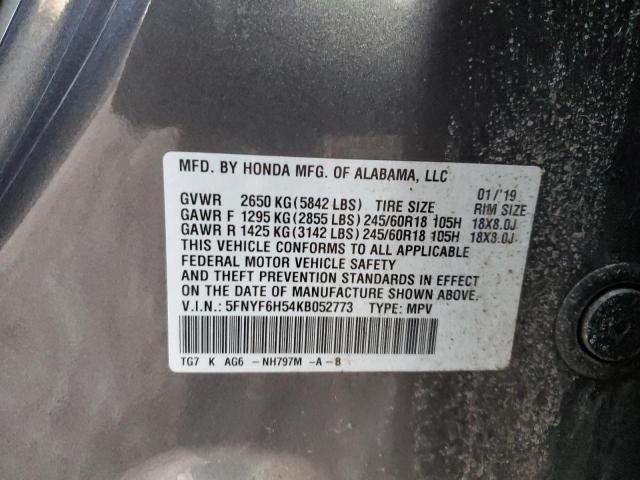 MFD. BY HONDA MFG. OF ALABAMA, LLC
GVWR 2650 KG(5842 LBS) TIRE SIZE 01/'19 RIM SIZE
GAWR F 1295 KG(2855 LBS) 245/60R18 105H 18X8.0J
GAWR R 1425 KG(3142 LBS) 245/60R18 105H 18X8.0J
THIS VEHICLE CONFORMS TO ALL APPLICABLE
FEDERAL MOTOR VEHICLE SAFETY
AND THEFT PREVENTION STANDARDS IN EFFECT
ON THE DATE OF MANUFACTURE SHOWN ABOVE.
V.I.N.: 5FNYF6H54KB052773 TYPE: MPV
TG7 K AG6 -NH797M -A-B